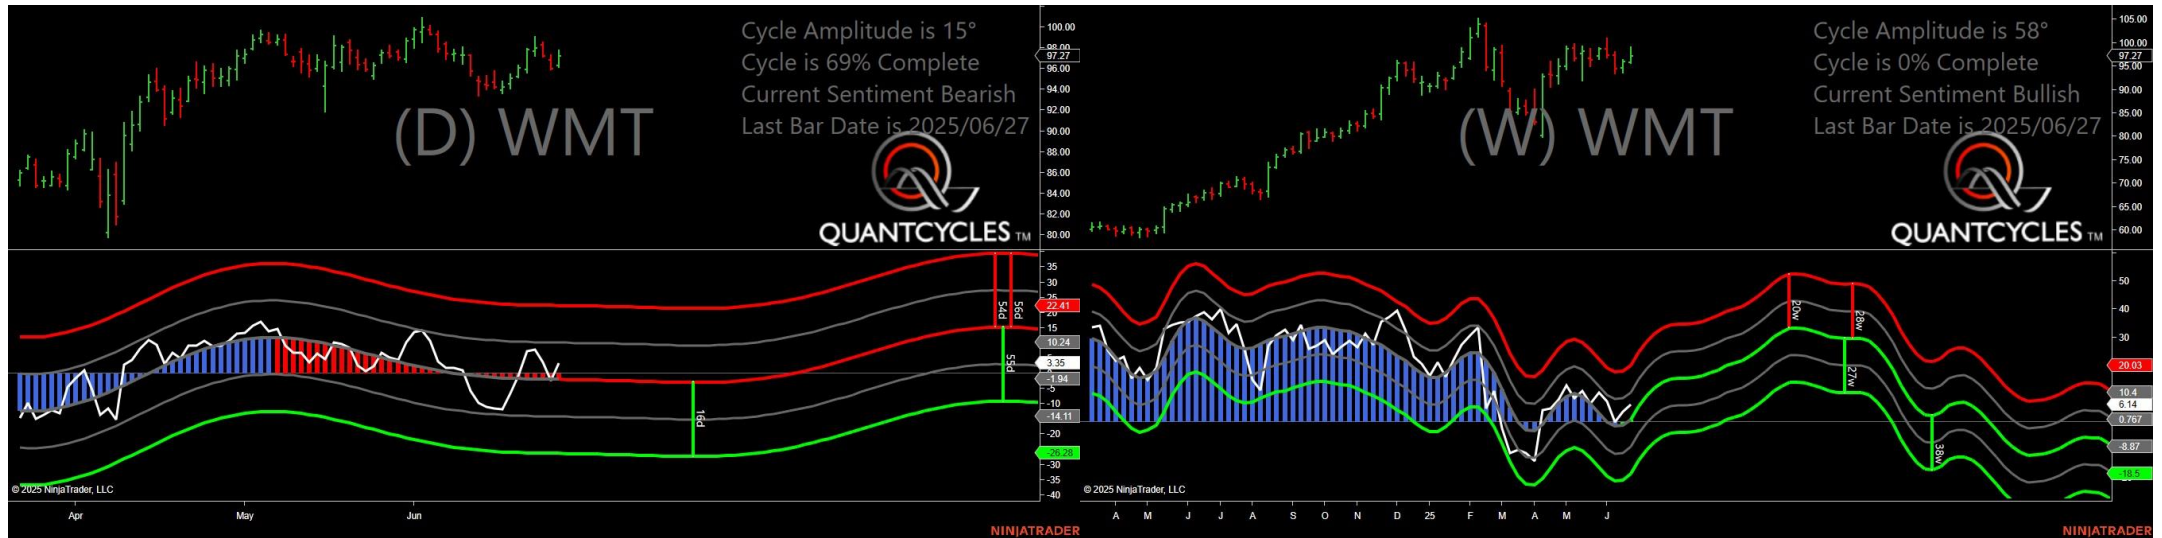 Cycle Amplitude is 15°
Cycle is 69% Complete
Current Sentiment Bearish
Last Bar Date is 2025/06/27
(D) WMT
QUANTCYCLES TM
100.00
98.00
97.27
96.00
94.00
92.00
90.00
88.00
86.00
84.00
82.00
80.00
35
30
25
22.41
20
15
10.24
3.35
-1.94
-5
-10
-14.11
-20
-26.28
-30
-35
-40
54d
56d
55d
16d
© 2025 NinjaTrader, LLC
Apr
May
Jun
NINJATRADER
Cycle Amplitude is 58°
Cycle is 0% Complete
Current Sentiment Bullish
Last Bar Date is 2025/06/27
(W) WMT
QUANTCYCLES TM
105.00
100.00
97.27
95.00
90.00
85.00
80.00
75.00
70.00
65.00
60.00
50
40
30
20.03
10.4
6.14
0.767
-8.87
-18.5
20w
28w
27w
38w
© 2025 NinjaTrader, LLC
A M J J A S O N D 25 F M A M J
NINJATRADER